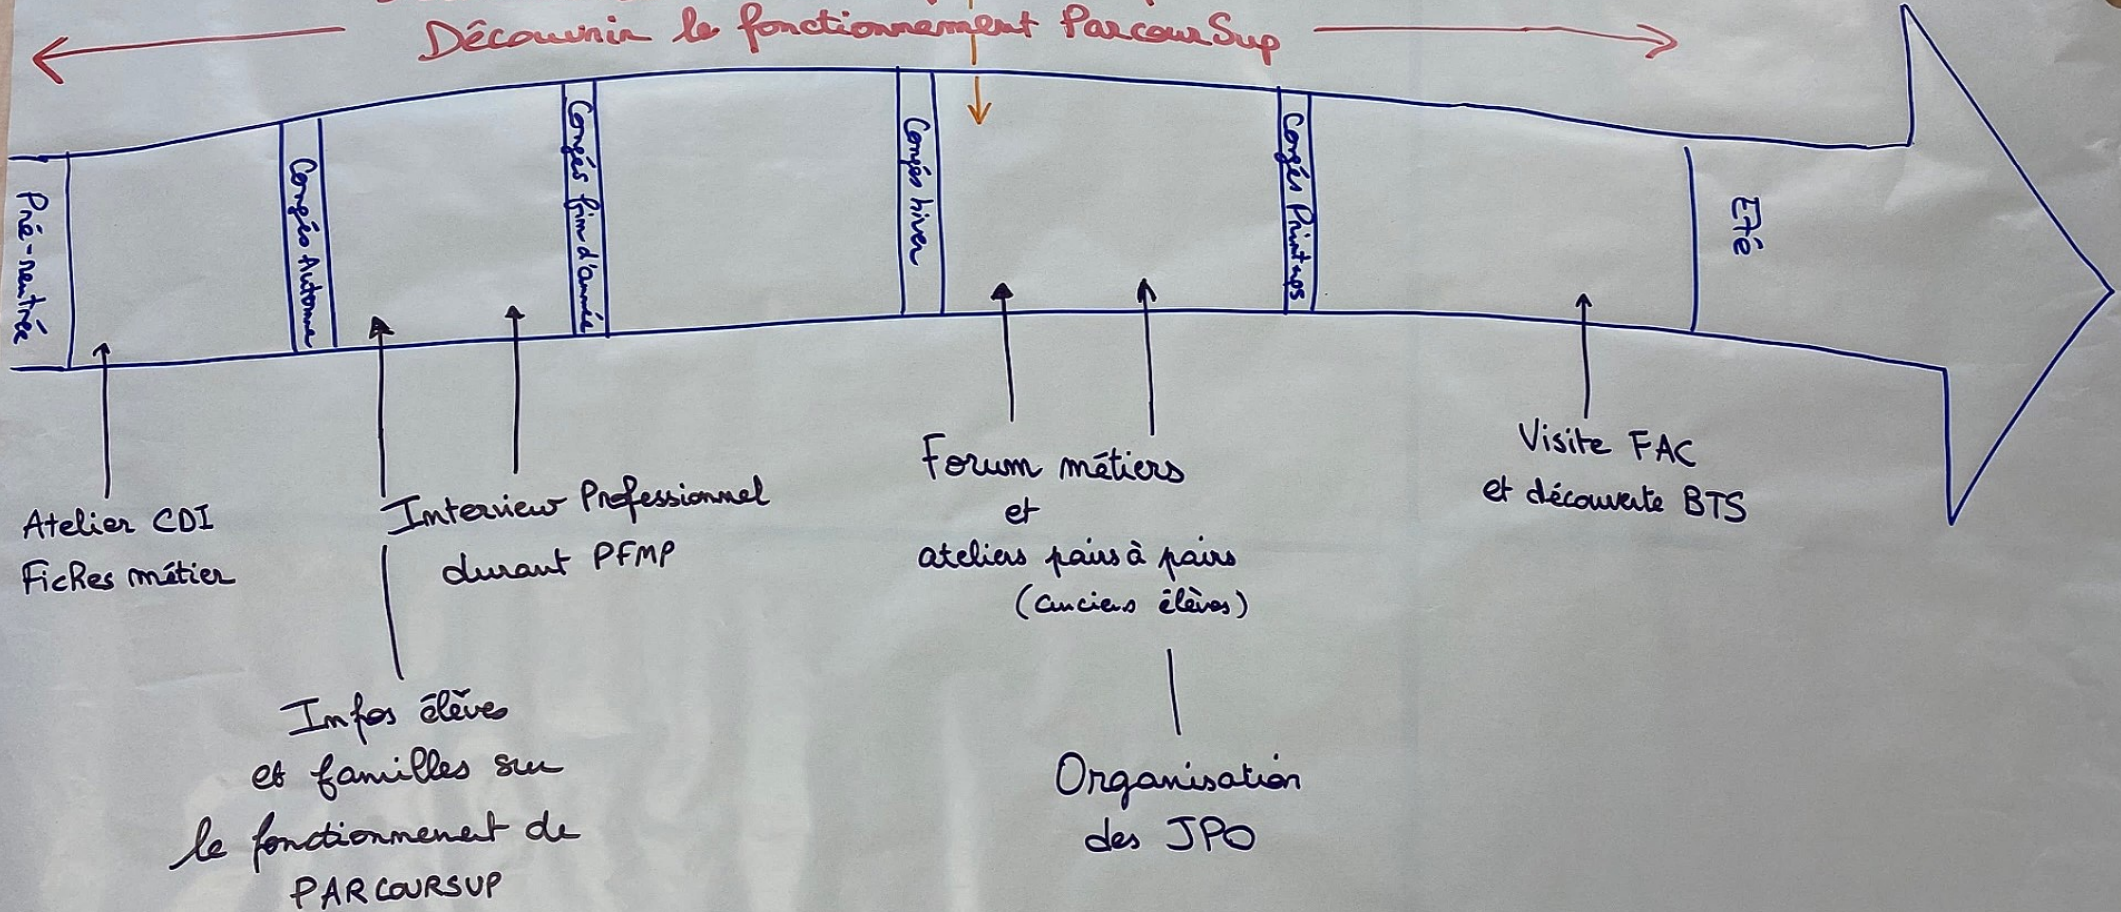 Découvrir le fonctionnement ParcourSup
Pré-rentrée
Congés Automne
Congés fin d'année
Congés hiver
Congés Printemps
Eté
Atelier CDI
Fiches métier
Interview Professionnel
durant PFMP
Infos élèves
et familles sur
le fonctionnement de
PARCOURSUP
Forum métiers
et
ateliers pairs à pairs
(anciens élèves)
Organisation
des JPO
Visite FAC
et découverte BTS